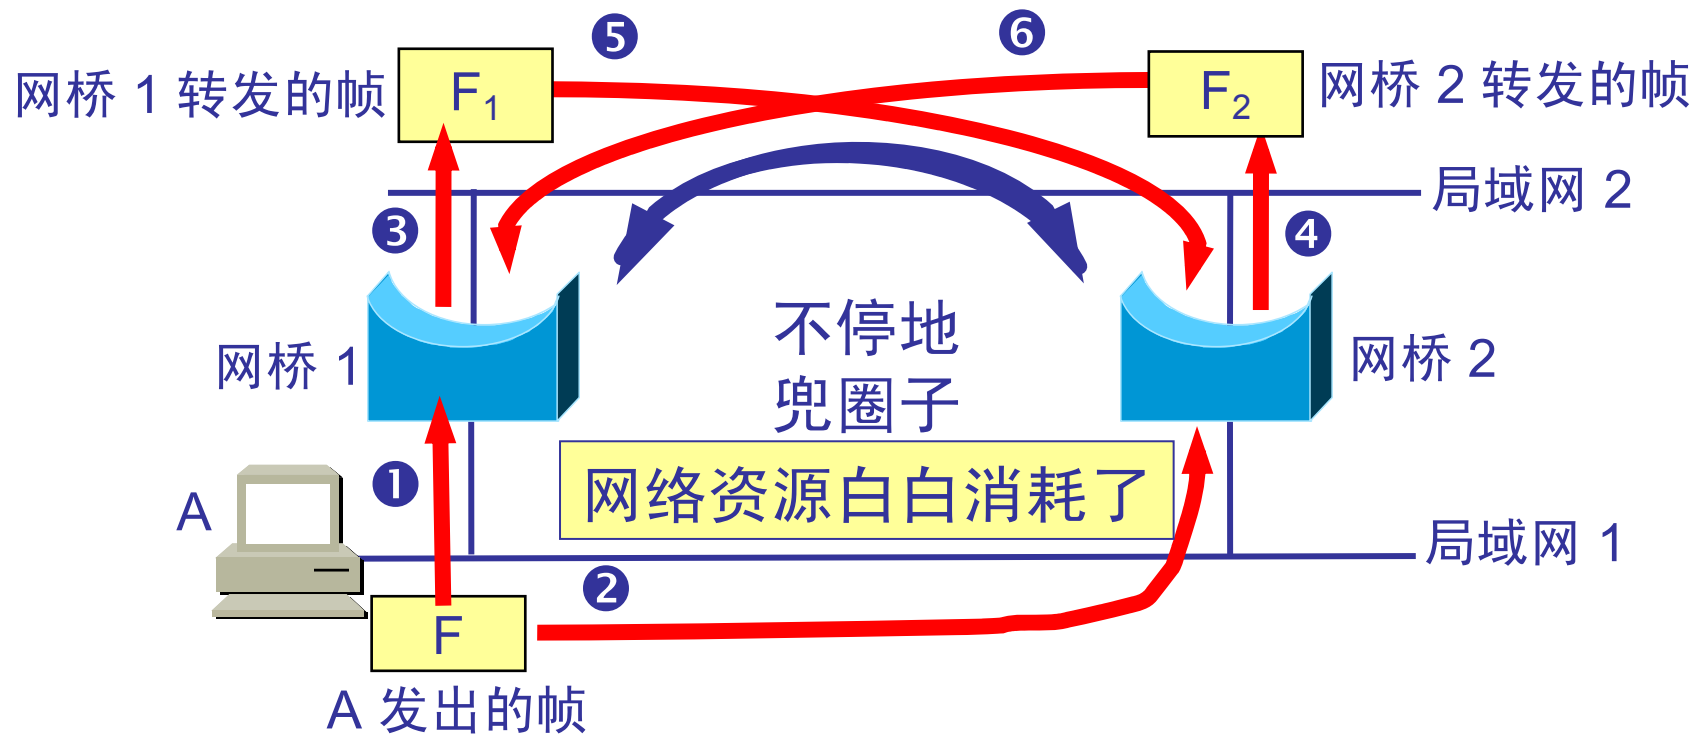 ❺
❻
网桥 1 转发的帧
F1
F2
网桥 2 转发的帧
局域网 2
❸
❹
不停地
兜圈子
网桥 1
网桥 2
网络资源白白消耗了
A
❶
局域网 1
❷
F
A 发出的帧